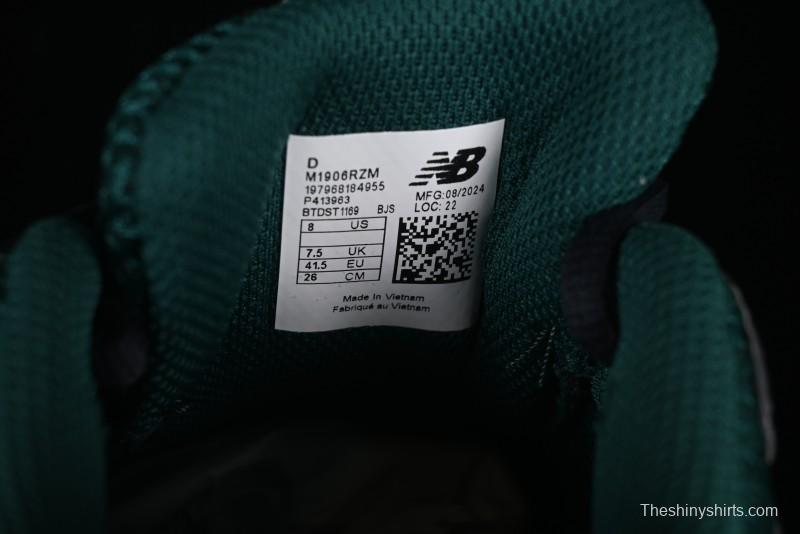 D
M1906RZM
197968184955
P413963
BTDST1169 BJS
NB
MFG:08/2024
LOC: 22
8 US
7.5 UK
41.5 EU
26 CM
Made In Vietnam
Fabriqué au Vietnam
Theshinyshirts.com